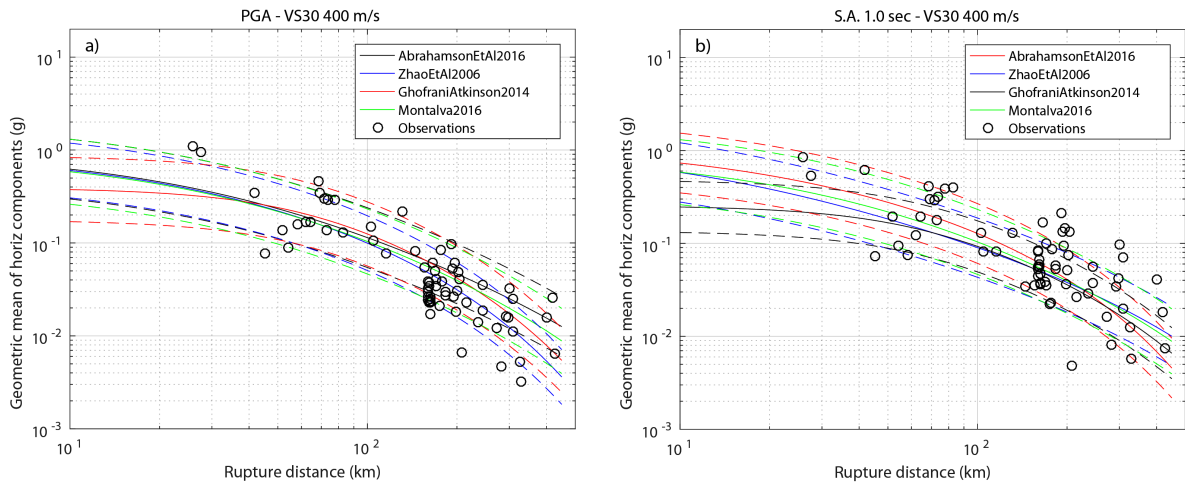 PGA - VS30 400 m/s
a)
AbrahamsonEtAl2016
ZhaoEtAl2006
GhofraniAtkinson2014
Montalva2016
Observations
Geometric mean of horiz components (g)
10 1
10 0
10 -1
10 -2
10 -3
10 1
10 2
Rupture distance (km)
S.A. 1.0 sec - VS30 400 m/s
b)
AbrahamsonEtAl2016
ZhaoEtAl2006
GhofraniAtkinson2014
Montalva2016
Observations
Geometric mean of horiz components (g)
10 1
10 0
10 -1
10 -2
10 -3
10 1
10 2
Rupture distance (km)